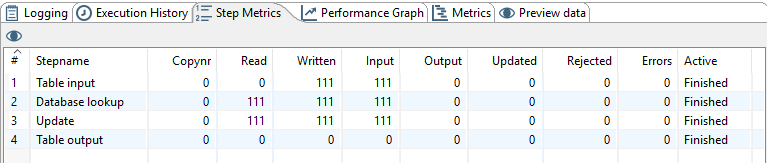 Logging Execution History Step Metrics Performance Graph Metrics Preview data
# Stepname Copynr Read Written Input Output Updated Rejected Errors Active
1 Table input 0 0 111 111 0 0 0 0 Finished
2 Database lookup 0 111 111 111 0 0 0 0 Finished
3 Update 0 111 111 111 0 0 0 0 Finished
4 Table output 0 0 0 0 0 0 0 0 Finished